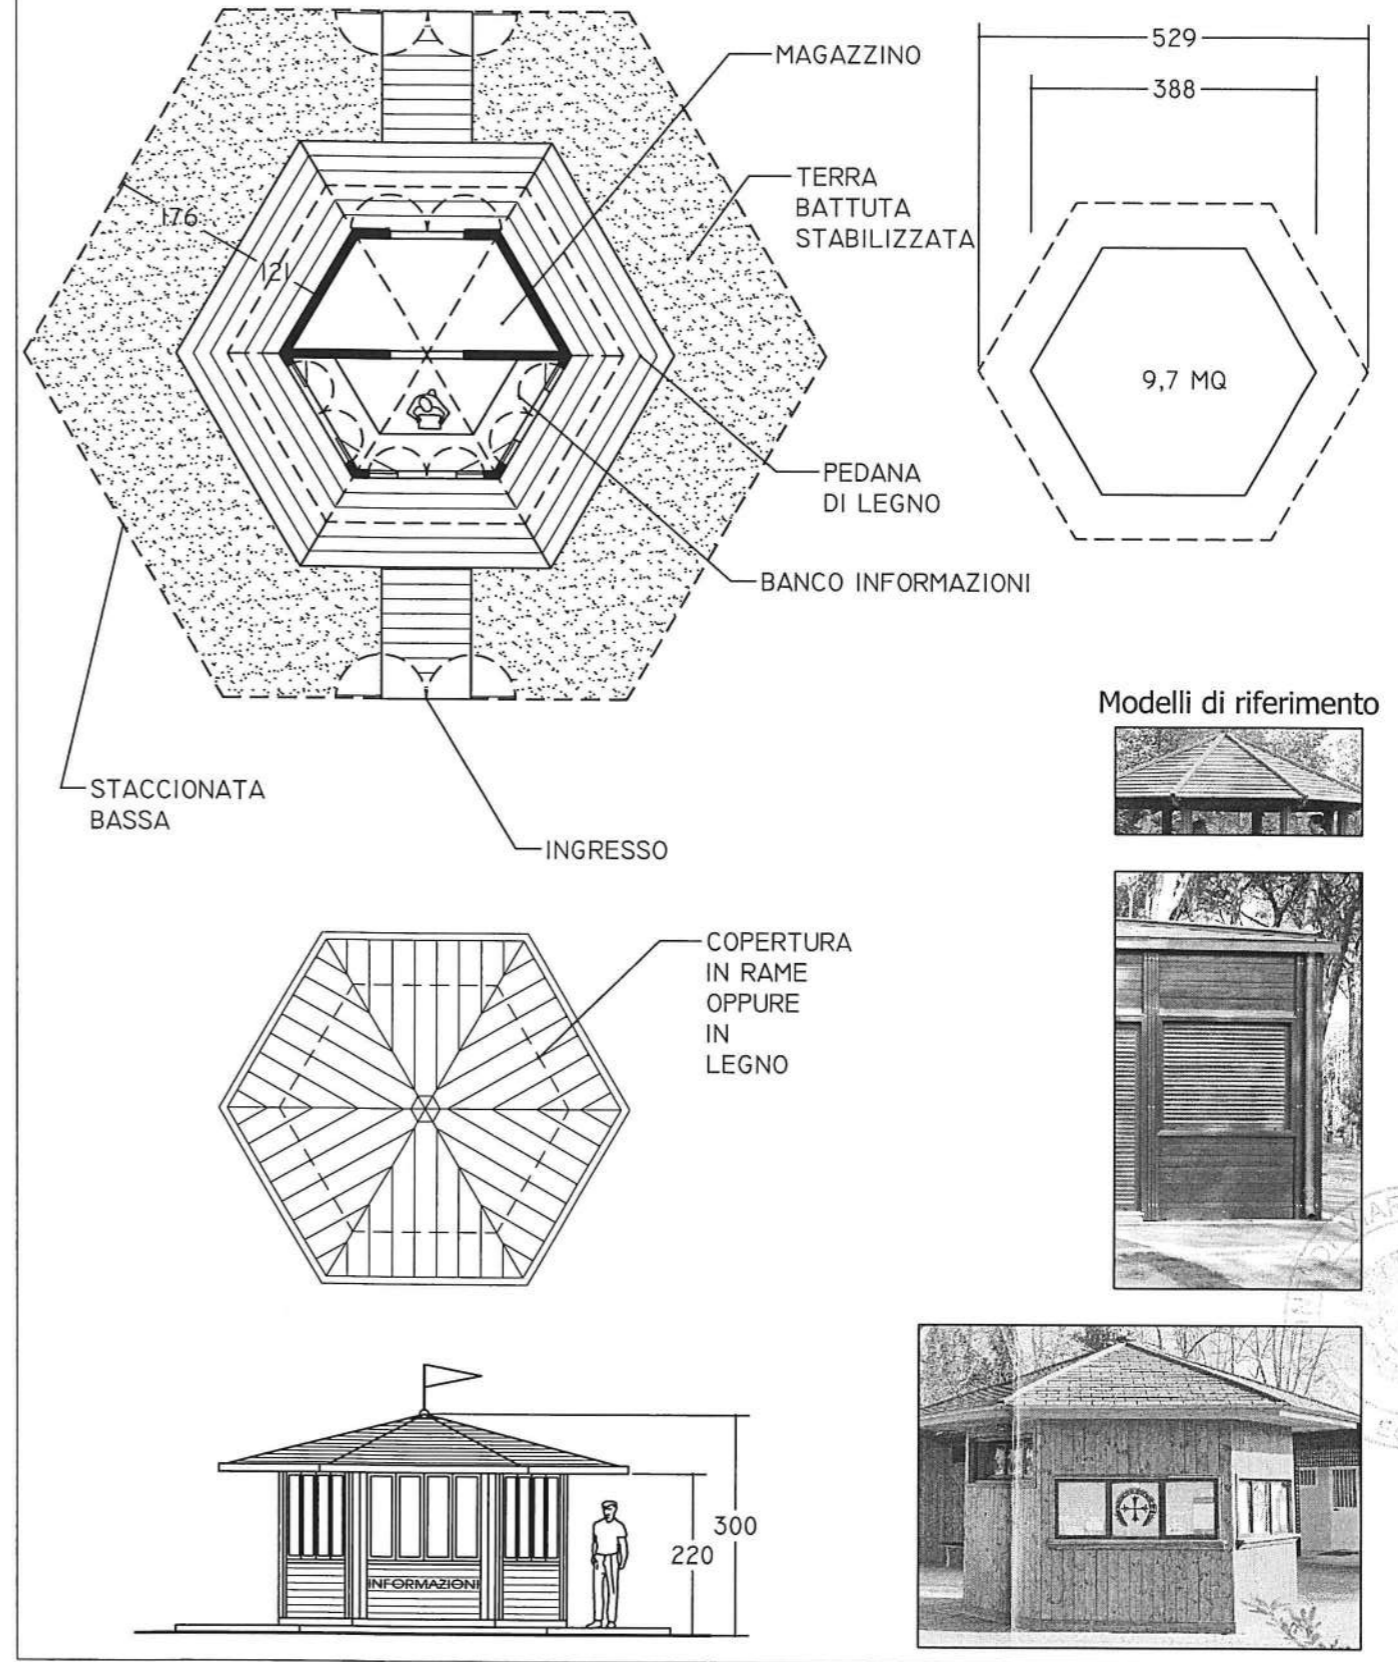 MAGAZZINO
529
388
TERRA
BATTUTA
STABILIZZATA
176
121
9,7 MQ
PEDANA
DI LEGNO
BANCO INFORMAZIONI
Modelli di riferimento
STACCIONATA
BASSA
INGRESSO
COPERTURA
IN RAME
OPPURE
IN
LEGNO
300
220
INFORMAZIONI